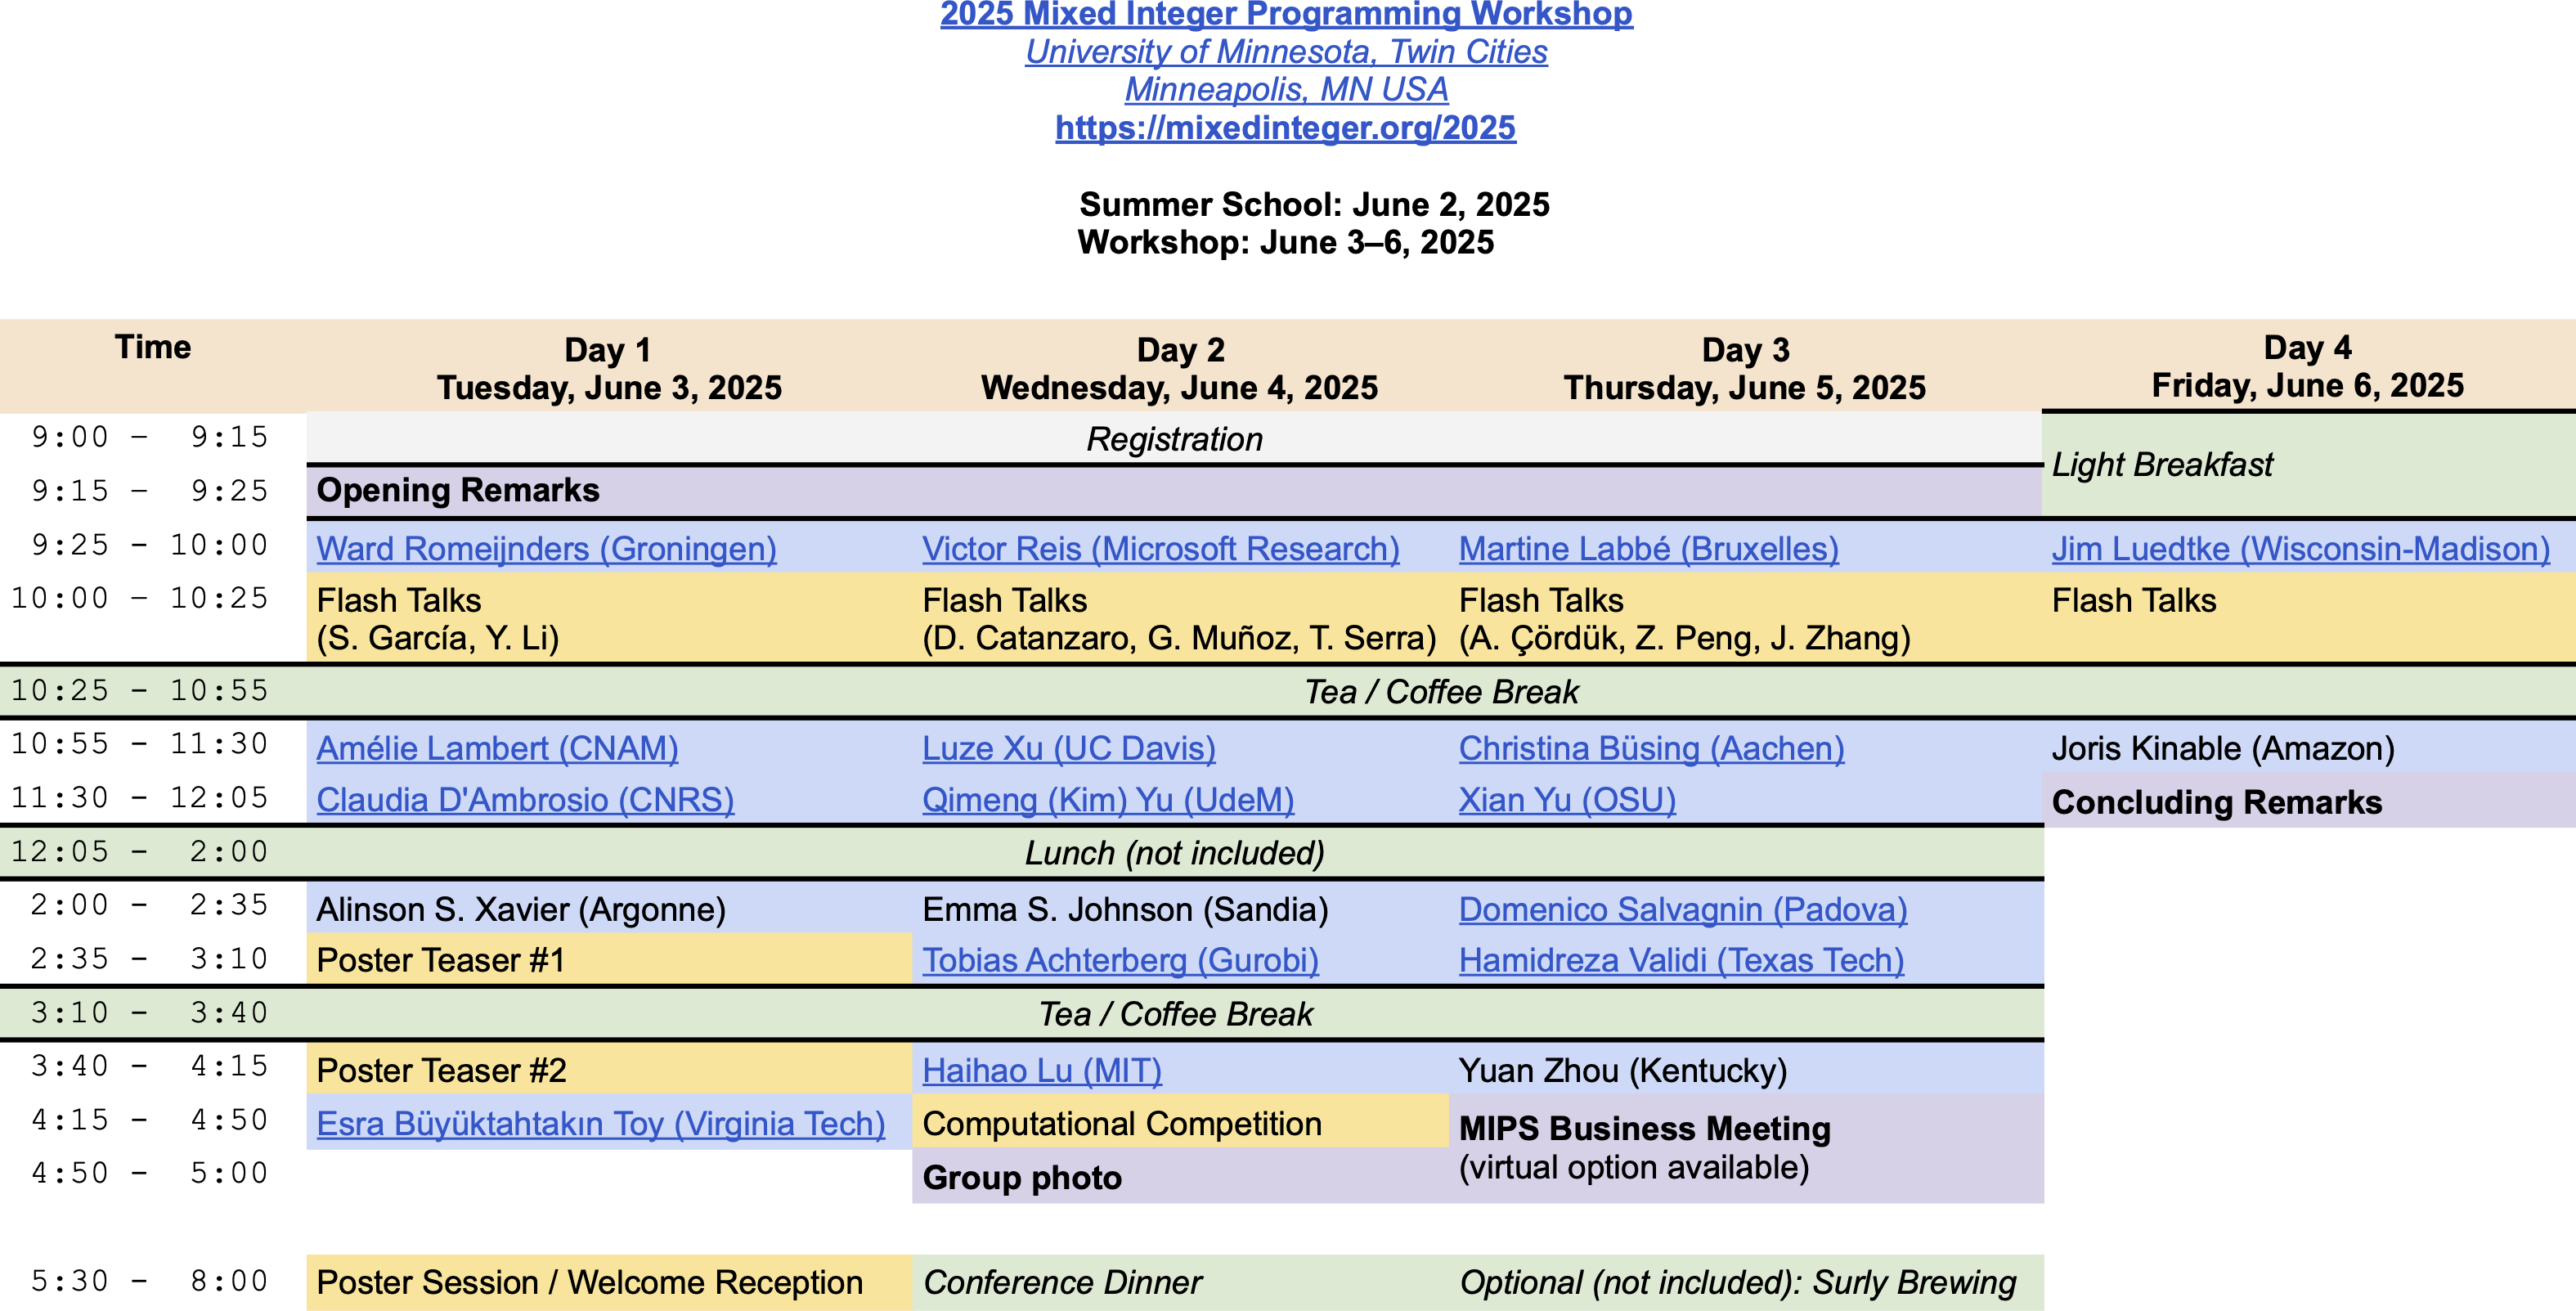 2025 Mixed Integer Programming Workshop
University of Minnesota, Twin Cities
Minneapolis, MN USA
https://mixedinteger.org/2025
Summer School: June 2, 2025
Workshop: June 3–6, 2025
Time Day 1 Day 2 Day 3 Day 4
Tuesday, June 3, 2025 Wednesday, June 4, 2025 Thursday, June 5, 2025 Friday, June 6, 2025
9:00 – 9:15 Registration
Light Breakfast
9:15 – 9:25 Opening Remarks
9:25 – 10:00 Ward Romeijnders (Groningen) Victor Reis (Microsoft Research) Martine Labbé (Bruxelles) Jim Luedtke (Wisconsin-Madison)
10:00 – 10:25 Flash Talks Flash Talks Flash Talks Flash Talks
(S. García, Y. Li) (D. Catanzaro, G. Muñoz, T. Serra) (A. Çördük, Z. Peng, J. Zhang)
10:25 – 10:55 Tea / Coffee Break
10:55 – 11:30 Amélie Lambert (CNAM) Luze Xu (UC Davis) Christina Büsing (Aachen) Joris Kinable (Amazon)
11:30 – 12:05 Claudia D'Ambrosio (CNRS) Qimeng (Kim) Yu (UdeM) Xian Yu (OSU) Concluding Remarks
12:05 – 2:00 Lunch (not included)
2:00 – 2:35 Alinson S. Xavier (Argonne) Emma S. Johnson (Sandia) Domenico Salvagnin (Padova)
2:35 – 3:10 Poster Teaser #1 Tobias Achterberg (Gurobi) Hamidreza Validi (Texas Tech)
3:10 – 3:40 Tea / Coffee Break
3:40 – 4:15 Poster Teaser #2 Haihao Lu (MIT) Yuan Zhou (Kentucky)
4:15 – 4:50 Esra Büyüktahtakın Toy (Virginia Tech) Computational Competition MIPS Business Meeting
4:50 – 5:00 Group photo (virtual option available)
5:30 – 8:00 Poster Session / Welcome Reception Conference Dinner Optional (not included): Surly Brewing